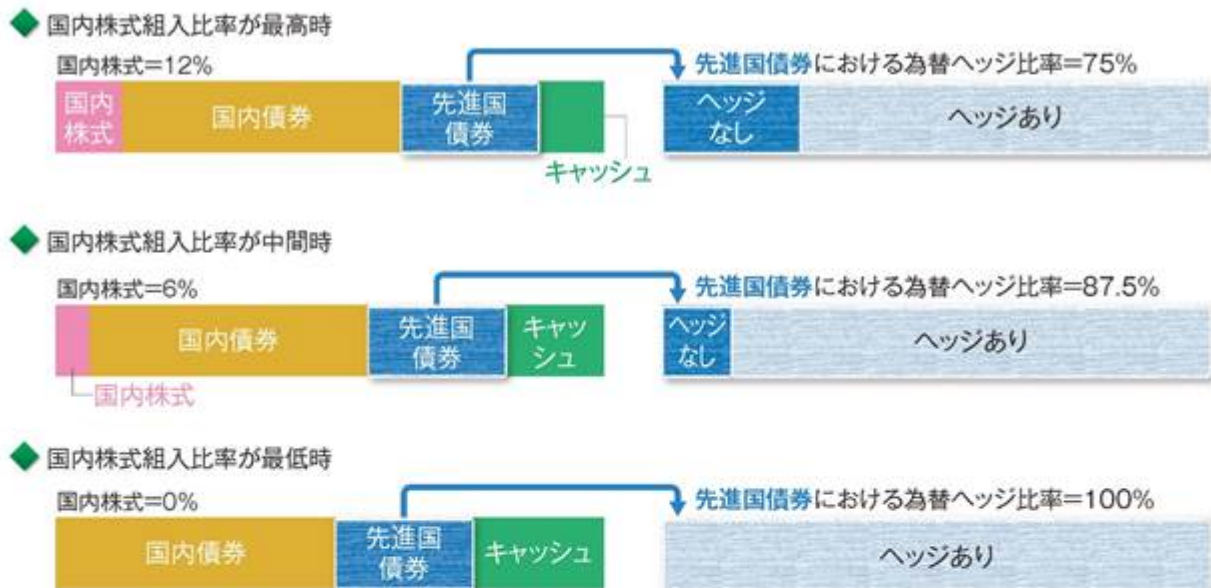 国内株式組入比率が最高時
国内株式=12%
先進国債券における為替ヘッジ比率=75%
国内
株式
国内債券
先進国
債券
キャッシュ
ヘッジ
なし
ヘッジあり
国内株式組入比率が中間時
国内株式=6%
先進国債券における為替ヘッジ比率=87.5%
国内債券
先進国
債券
キャッ
シュ
国内株式
ヘッジ
なし
ヘッジあり
国内株式組入比率が最低時
国内株式=0%
先進国債券における為替ヘッジ比率=100%
国内債券
先進国
債券
キャッシュ
ヘッジあり